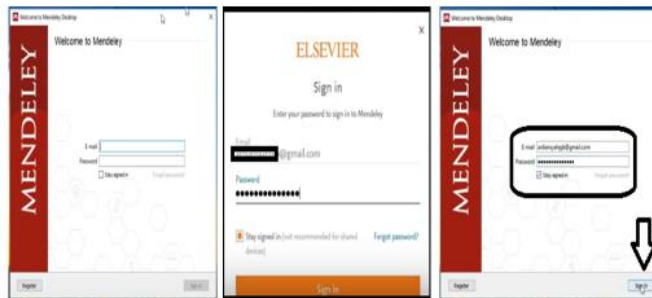 Welcome to Mendeley Desktop
MENDELEY
Welcome to Mendeley
E-mail
Password
Stay signed in
Forgot password?
Register
Sign in
ELSEVIER
Sign in
Enter your password to sign in to Mendeley
Email
@gmail.com
Password
Stay signed in (not recommended for shared
devices)
Forgot password?
Sign in
Welcome to Mendeley Desktop
MENDELEY
Welcome to Mendeley
E-mail
Password
Stay signed in
Forgot password?
Register
Sign in